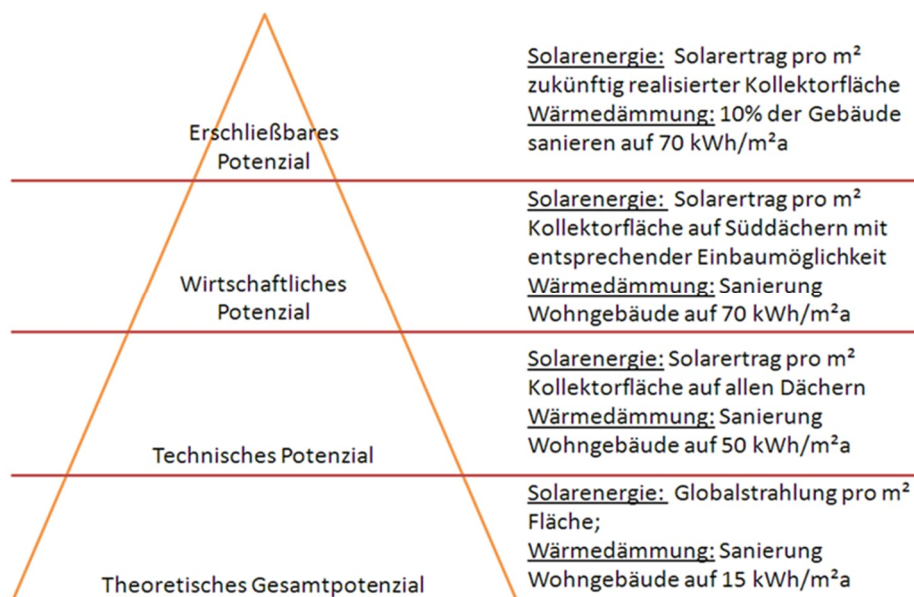 Erschließbares
Potenzial
Solarenergie:  Solarertrag pro m²
zukünftig realisierter Kollektorfläche
Wärmedämmung: 10% der Gebäude
sanieren auf 70 kWh/m²a
Wirtschaftliches
Potenzial
Solarenergie:  Solarertrag pro m²
Kollektorfläche auf Süddächern mit
entsprechender Einbaumöglichkeit
Wärmedämmung: Sanierung
Wohngebäude auf 70 kWh/m²a
Technisches Potenzial
Solarenergie: Solarertrag pro m²
Kollektorfläche auf allen Dächern
Wärmedämmung: Sanierung
Wohngebäude auf 50 kWh/m²a
Theoretisches Gesamtpotenzial
Solarenergie:  Globalstrahlung pro m²
Fläche;
Wärmedämmung: Sanierung
Wohngebäude auf 15 kWh/m²a